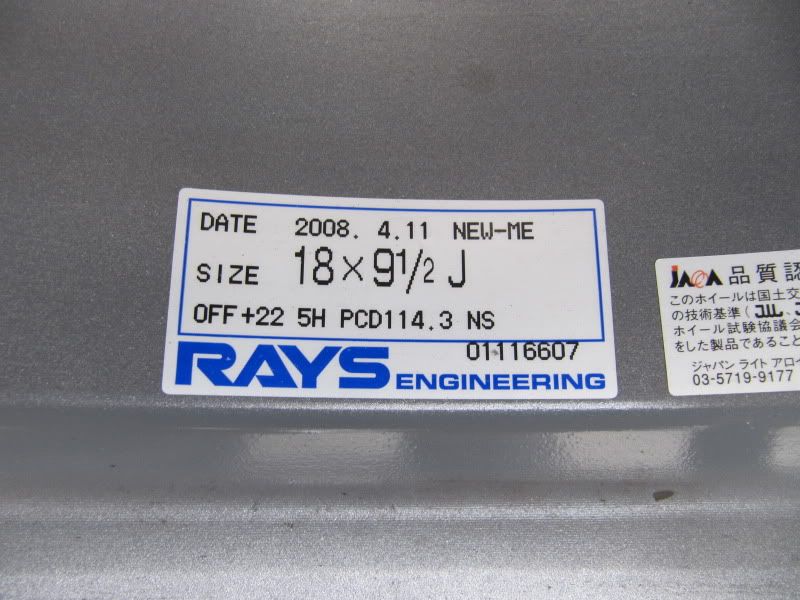 DATE 2008. 4.11 NEW-ME
SIZE 18×9½ J
OFF+22 5H PCD114.3 NS
01116607
RAYS ENGINEERING
JAWA 品質認
このホイールは国土交
の技術基準（JWL、J
ホイール試験協議会
をした製品であること
ジャパン ライト アロイ
03-5719-9177